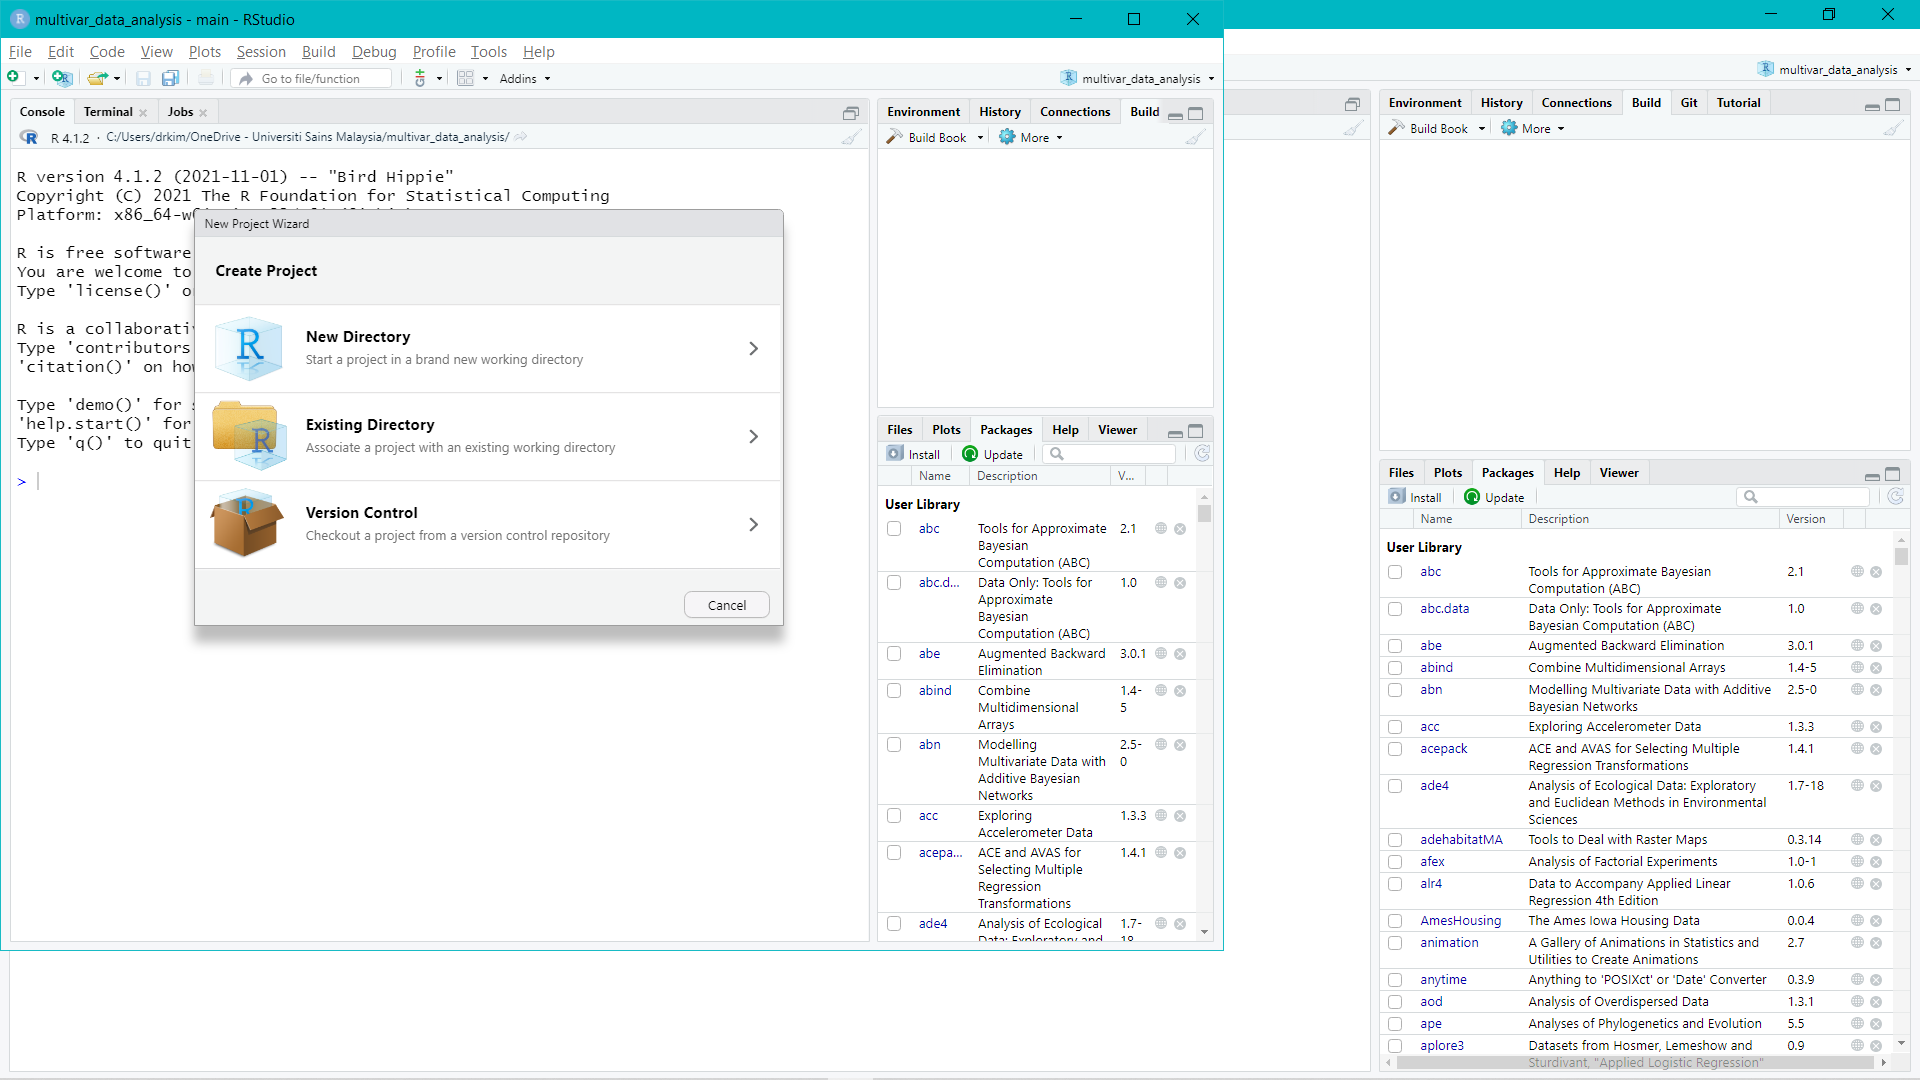 multivar_data_analysis - main - RStudio
File Edit Code View Plots Session Build Debug Profile Tools Help
Go to file/function
Addins
multivar_data_analysis
Console Terminal Jobs
R 4.1.2 · C:/Users/drkim/OneDrive - Universiti Sains Malaysia/multivar_data_analysis/
R version 4.1.2 (2021-11-01) -- "Bird Hippie"
Copyright (C) 2021 The R Foundation for Statistical Computing
Platform: x86_64-w
R is free software
You are welcome to
Type 'license()' o
R is a collaborati
Type 'contributors
'citation()' on how
Type 'demo()' for
'help.start()' for
Type 'q()' to quit
>
New Project Wizard
Create Project
New Directory
Start a project in a brand new working directory
Existing Directory
Associate a project with an existing working directory
Version Control
Checkout a project from a version control repository
Cancel
Environment History Connections Build
Build Book More
Files Plots Packages Help Viewer
Install Update
Name Description V...
User Library
abc Tools for Approximate 2.1
Bayesian
Computation (ABC)
abc.d... Data Only: Tools for 1.0
Approximate
Bayesian
Computation (ABC)
abe Augmented Backward 3.0.1
Elimination
abind Combine 1.4-
Multidimensional 5
Arrays
abn Modelling 2.5-
Multivariate Data with 0
Additive Bayesian
Networks
acc Exploring 1.3.3
Accelerometer Data
acepa... ACE and AVAS for 1.4.1
Selecting Multiple
Regression
Transformations
ade4 Analysis of Ecological 1.7-
Data: Exploratory and 18
multivar_data_analysis
Environment History Connections Build Git Tutorial
Build Book More
Files Plots Packages Help Viewer
Install Update
Name Description Version
User Library
abc Tools for Approximate Bayesian 2.1
Computation (ABC)
abc.data Data Only: Tools for Approximate 1.0
Bayesian Computation (ABC)
abe Augmented Backward Elimination 3.0.1
abind Combine Multidimensional Arrays 1.4-5
abn Modelling Multivariate Data with Additive 2.5-0
Bayesian Networks
acc Exploring Accelerometer Data 1.3.3
acepack ACE and AVAS for Selecting Multiple 1.4.1
Regression Transformations
ade4 Analysis of Ecological Data: Exploratory 1.7-18
and Euclidean Methods in Environmental
Sciences
adehabitatMA Tools to Deal with Raster Maps 0.3.14
afex Analysis of Factorial Experiments 1.0-1
alr4 Data to Accompany Applied Linear 1.0.6
Regression 4th Edition
AmesHousing The Ames Iowa Housing Data 0.0.4
animation A Gallery of Animations in Statistics and 2.7
Utilities to Create Animations
anytime Anything to 'POSIXct' or 'Date' Converter 0.3.9
aod Analysis of Overdispersed Data 1.3.1
ape Analyses of Phylogenetics and Evolution 5.5
aplore3 Datasets from Hosmer, Lemeshow and 0.9
Sturdivant, "Applied Logistic Regression"